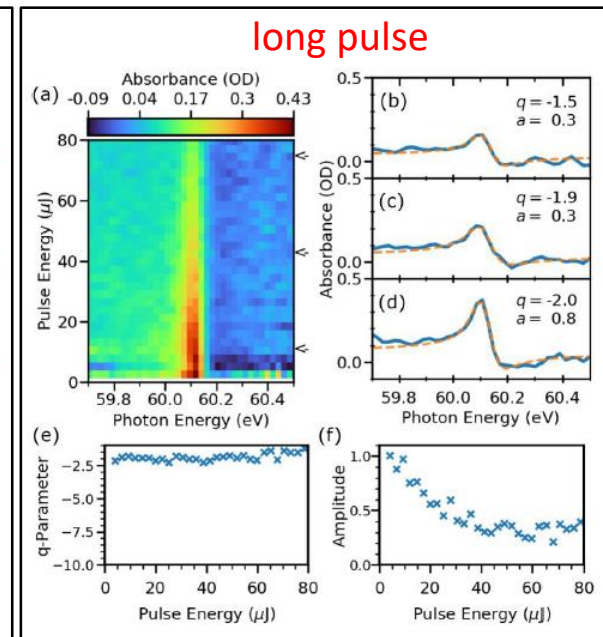 long pulse
Absorbance (OD)
(a)
-0.09 0.04 0.17 0.3 0.43
80
60
40
20
0
Pulse Energy (μJ)
59.8 60.0 60.4
Photon Energy (eV)
0.5
(b)
q = -1.5
a = 0.3
0.0
0.5
(c)
q = -1.9
a = 0.3
0.0
0.5
(d)
q = -2.0
a = 0.8
0.0
Absorbance (OD)
59.8 60.0 60.4
Photon Energy (eV)
(e)
−2.5
−5.0
−7.5
−10.0
q-Parameter
0 20 40 60 80
Pulse Energy (μJ)
(f)
1.0
0.5
0.0
Amplitude
0 20 40 60 80
Pulse Energy (μJ)